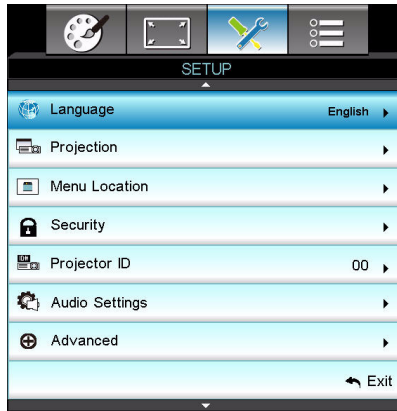 SETUP
Language English
Projection
Menu Location
Security
Projector ID 00
Audio Settings
Advanced
Exit